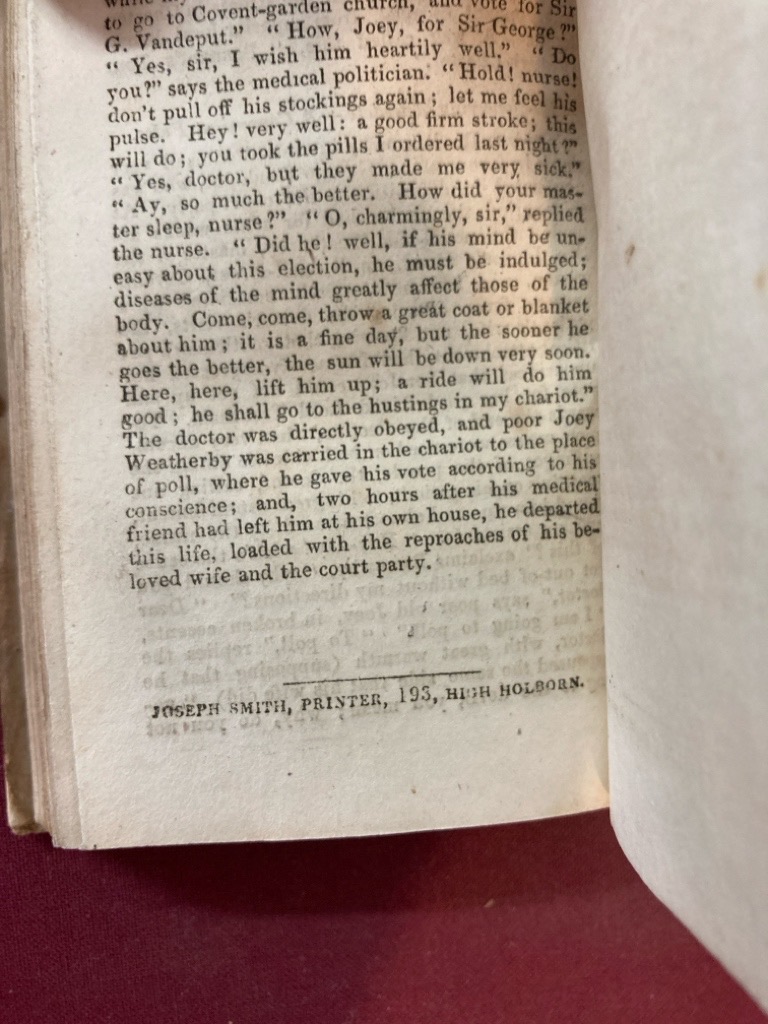 to go to Covent-garden church, and vote for Sir
G. Vandeput." "How, Joey, for Sir George?"
"Yes, sir, I wish him heartily well." "Do
you?" says the medical politician. "Hold! nurse!
don't pull off his stockings again; let me feel his
pulse. Hey! very well: a good firm stroke; this
will do; you took the pills I ordered last night?"
"Yes, doctor, but they made me very sick."
"Ay, so much the better. How did your mas-
ter sleep, nurse?" "O, charmingly, sir," replied
the nurse. "Did he! well, if his mind be un-
easy about this election, he must be indulged;
diseases of the mind greatly affect those of the
body. Come, come, throw a great coat or blanket
about him; it is a fine day, but the sooner he
goes the better, the sun will be down very soon.
Here, here, lift him up; a ride will do him
good; he shall go to the hustings in my chariot."
The doctor was directly obeyed, and poor Joey
Weatherby was carried in the chariot to the place
of poll, where he gave his vote according to his
conscience; and, two hours after his medical
friend had left him at his own house, he departed
this life, loaded with the reproaches of his be-
loved wife and the court party.
JOSEPH SMITH, PRINTER, 193, HIGH HOLBORN.